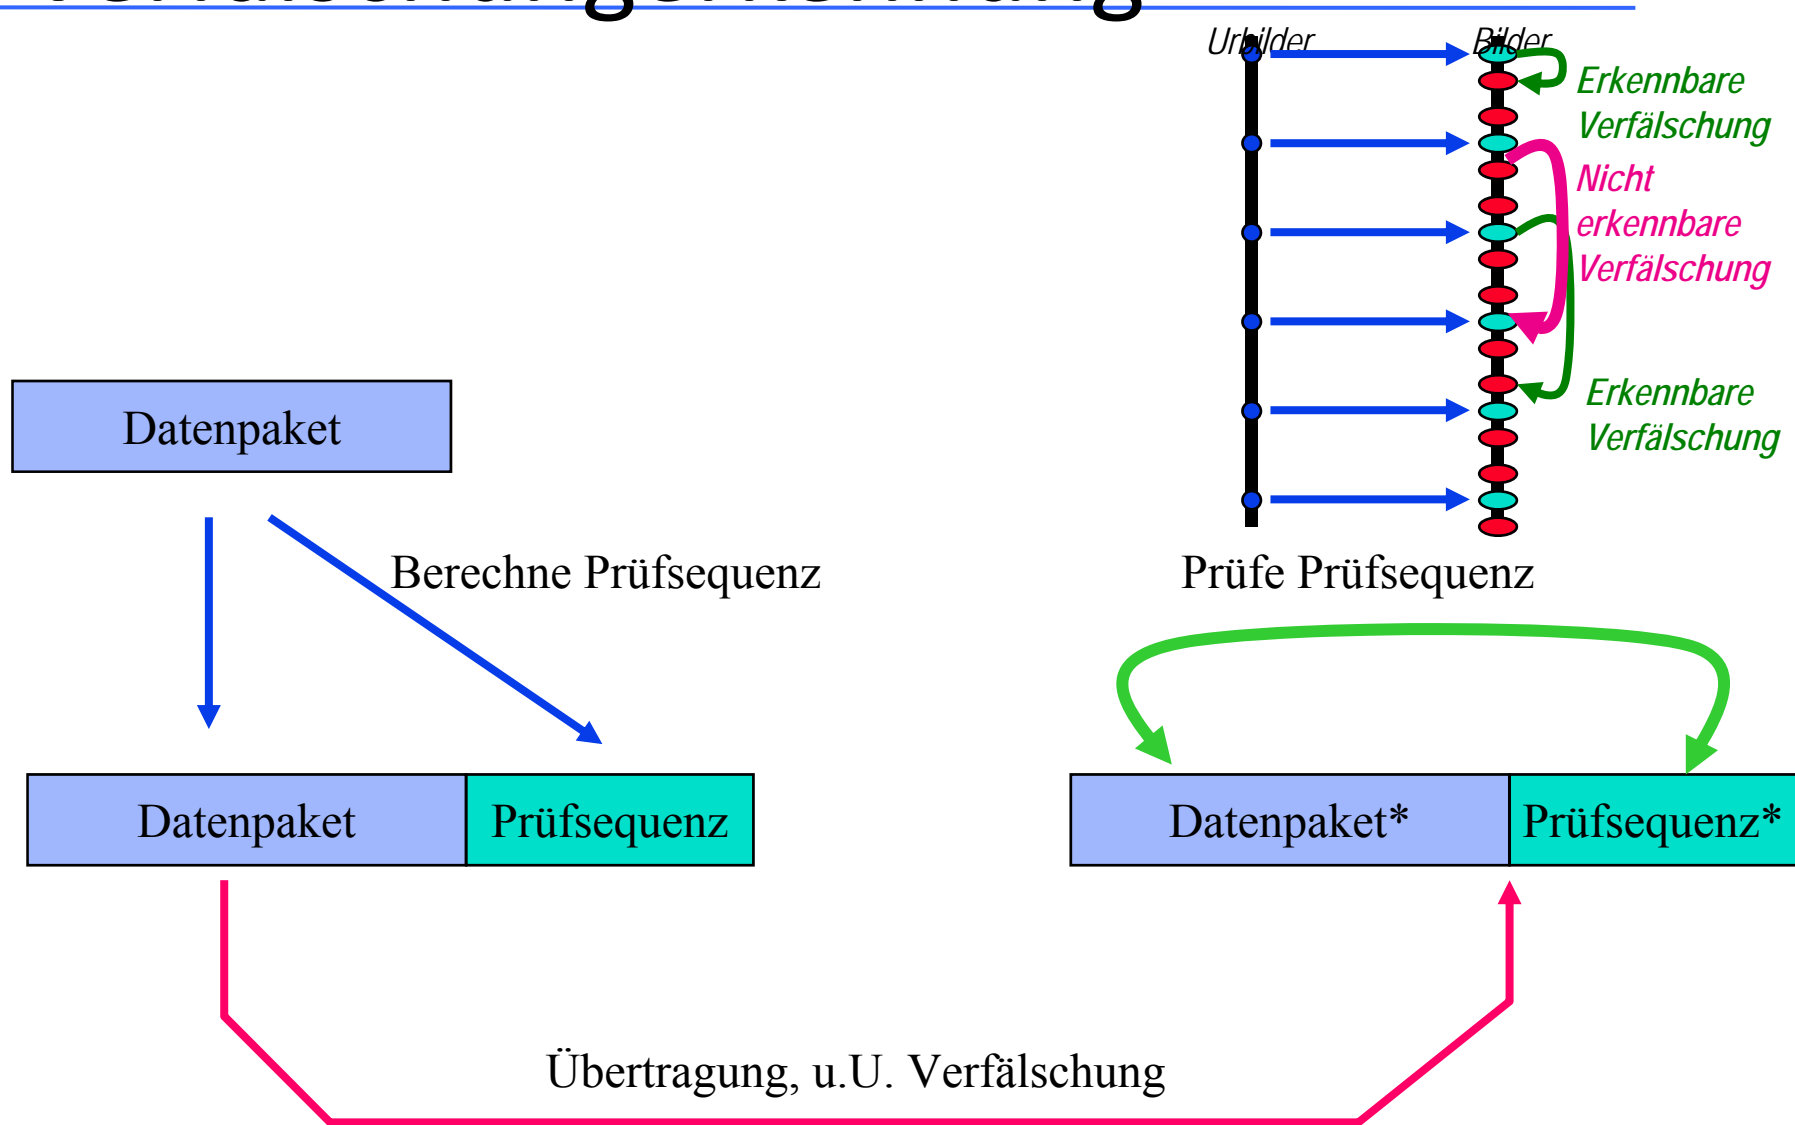 Urbilder
Bilder
Erkennbare
Verfälschung
Nicht
erkennbare
Verfälschung
Erkennbare
Verfälschung
Datenpaket
Berechne Prüfsequenz
Prüfe Prüfsequenz
Datenpaket
Prüfsequenz
Datenpaket*
Prüfsequenz*
Übertragung, u.U. Verfälschung